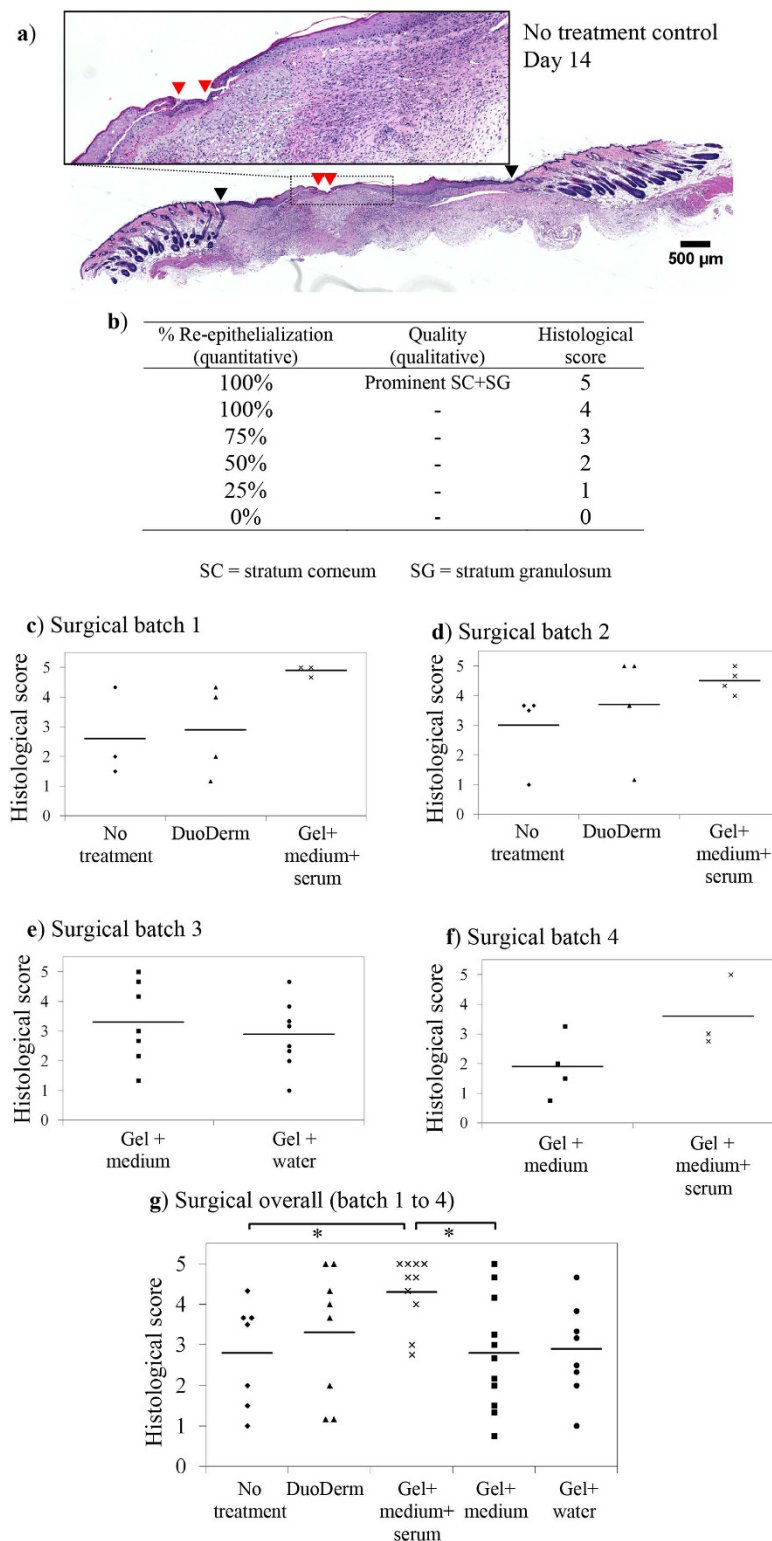 a)
No treatment control
Day 14
500 µm
b)
% Re-epithelialization (quantitative) Quality (qualitative) Histological score
100% Prominent SC+SG 5
100% - 4
75% - 3
50% - 2
25% - 1
0% - 0
SC = stratum corneum SG = stratum granulosum
c) Surgical batch 1
Histological score
5
4
3
2
1
0
No treatment
DuoDerm
Gel+ medium+ serum
d) Surgical batch 2
Histological score
5
4
3
2
1
0
No treatment
DuoDerm
Gel+ medium+ serum
e) Surgical batch 3
Histological score
5
4
3
2
1
0
Gel + medium
Gel + water
f) Surgical batch 4
Histological score
5
4
3
2
1
0
Gel + medium
Gel + medium+ serum
g) Surgical overall (batch 1 to 4)
* *
Histological score
5
4
3
2
1
0
No treatment
DuoDerm
Gel+ medium+ serum
Gel+ medium
Gel+ water